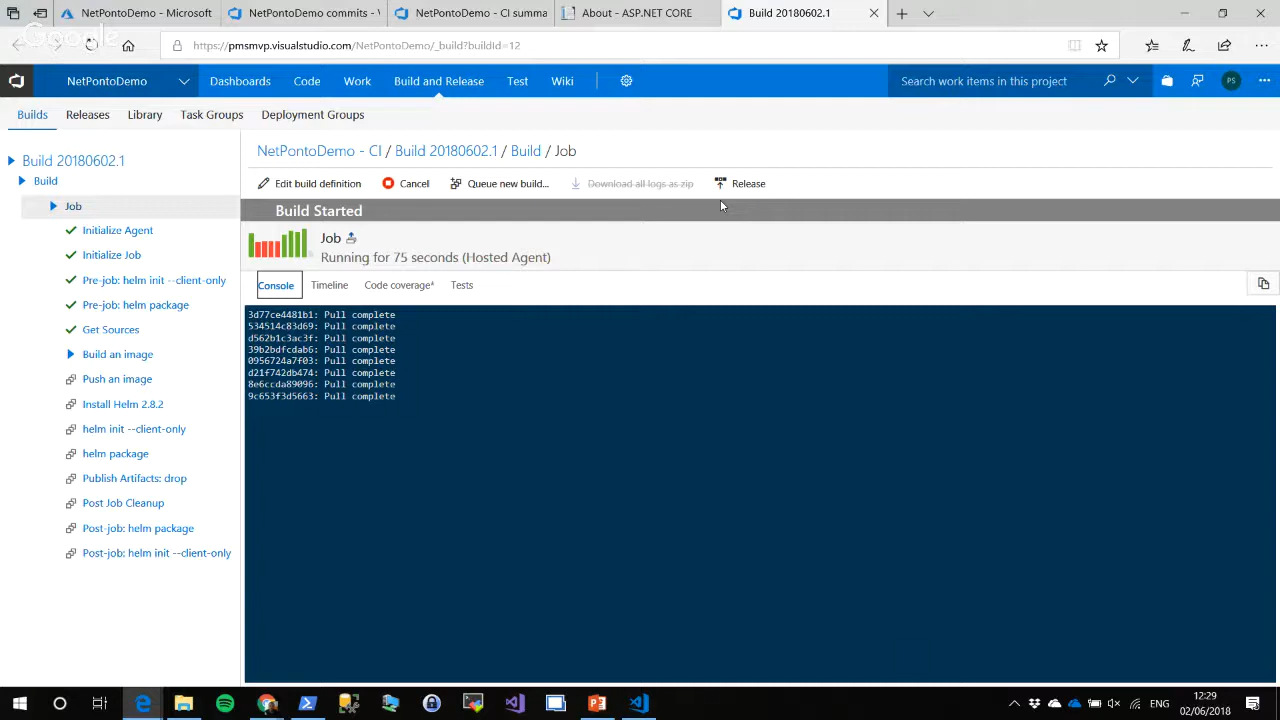 NetPontoDemo - Microsoft
NetPontoDemo commits - V
NetPontoDemo - CI summa
About - ASP.NET CORE
Build 20180602.1
Google
https://pmsmvp.visualstudio.com/NetPontoDemo/_build?buildId=12
NetPontoDemo
Dashboards
Code
Work
Build and Release
Test
Wiki
Search work items in this project
PS
Builds
Releases
Library
Task Groups
Deployment Groups
Build 20180602.1
Build
Job
Initialize Agent
Initialize Job
Pre-job: helm init --client-only
Pre-job: helm package
Get Sources
Build an image
Push an image
Install Helm 2.8.2
helm init --client-only
helm package
Publish Artifacts: drop
Post Job Cleanup
Post-job: helm package
Post-job: helm init --client-only
NetPontoDemo - CI / Build 20180602.1 / Build / Job
Edit build definition
Cancel
Queue new build...
Download all logs as zip
Release
Build Started
Job
Running for 75 seconds (Hosted Agent)
Console
Timeline
Code coverage*
Tests
3d77ce4481b1: Pull complete
534514c83d69: Pull complete
d562b1c3ac3f: Pull complete
39b2bdfcdab6: Pull complete
0956724a7f03: Pull complete
d21f742db474: Pull complete
8e6ccda89096: Pull complete
9c653f3d5663: Pull complete
ENG
12:29
02/06/2018